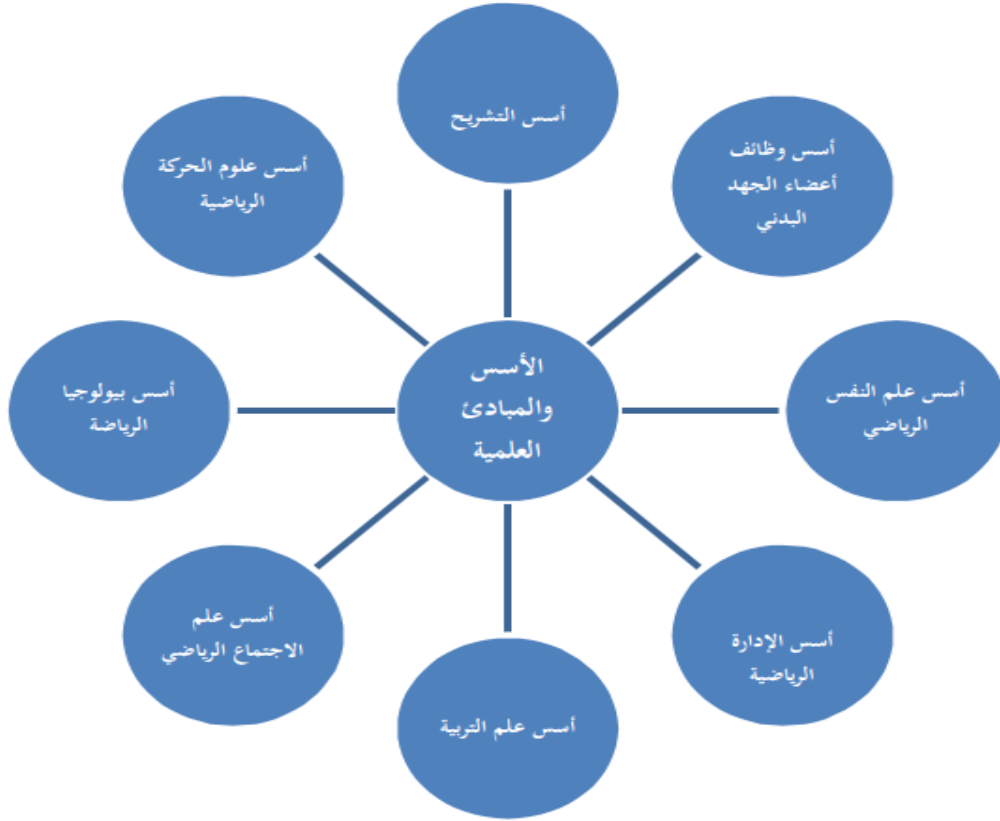 أسس التشريح
أسس وظائف
أعضاء الجهد
البدني
أسس علم النفس
الرياضي
أسس الإدارة
الرياضية
أسس علم التربية
أسس علم
الاجتماع الرياضي
أسس بيولوجيا
الرياضة
أسس علوم الحركة
الرياضية
الأسس
والمبادئ
العلمية